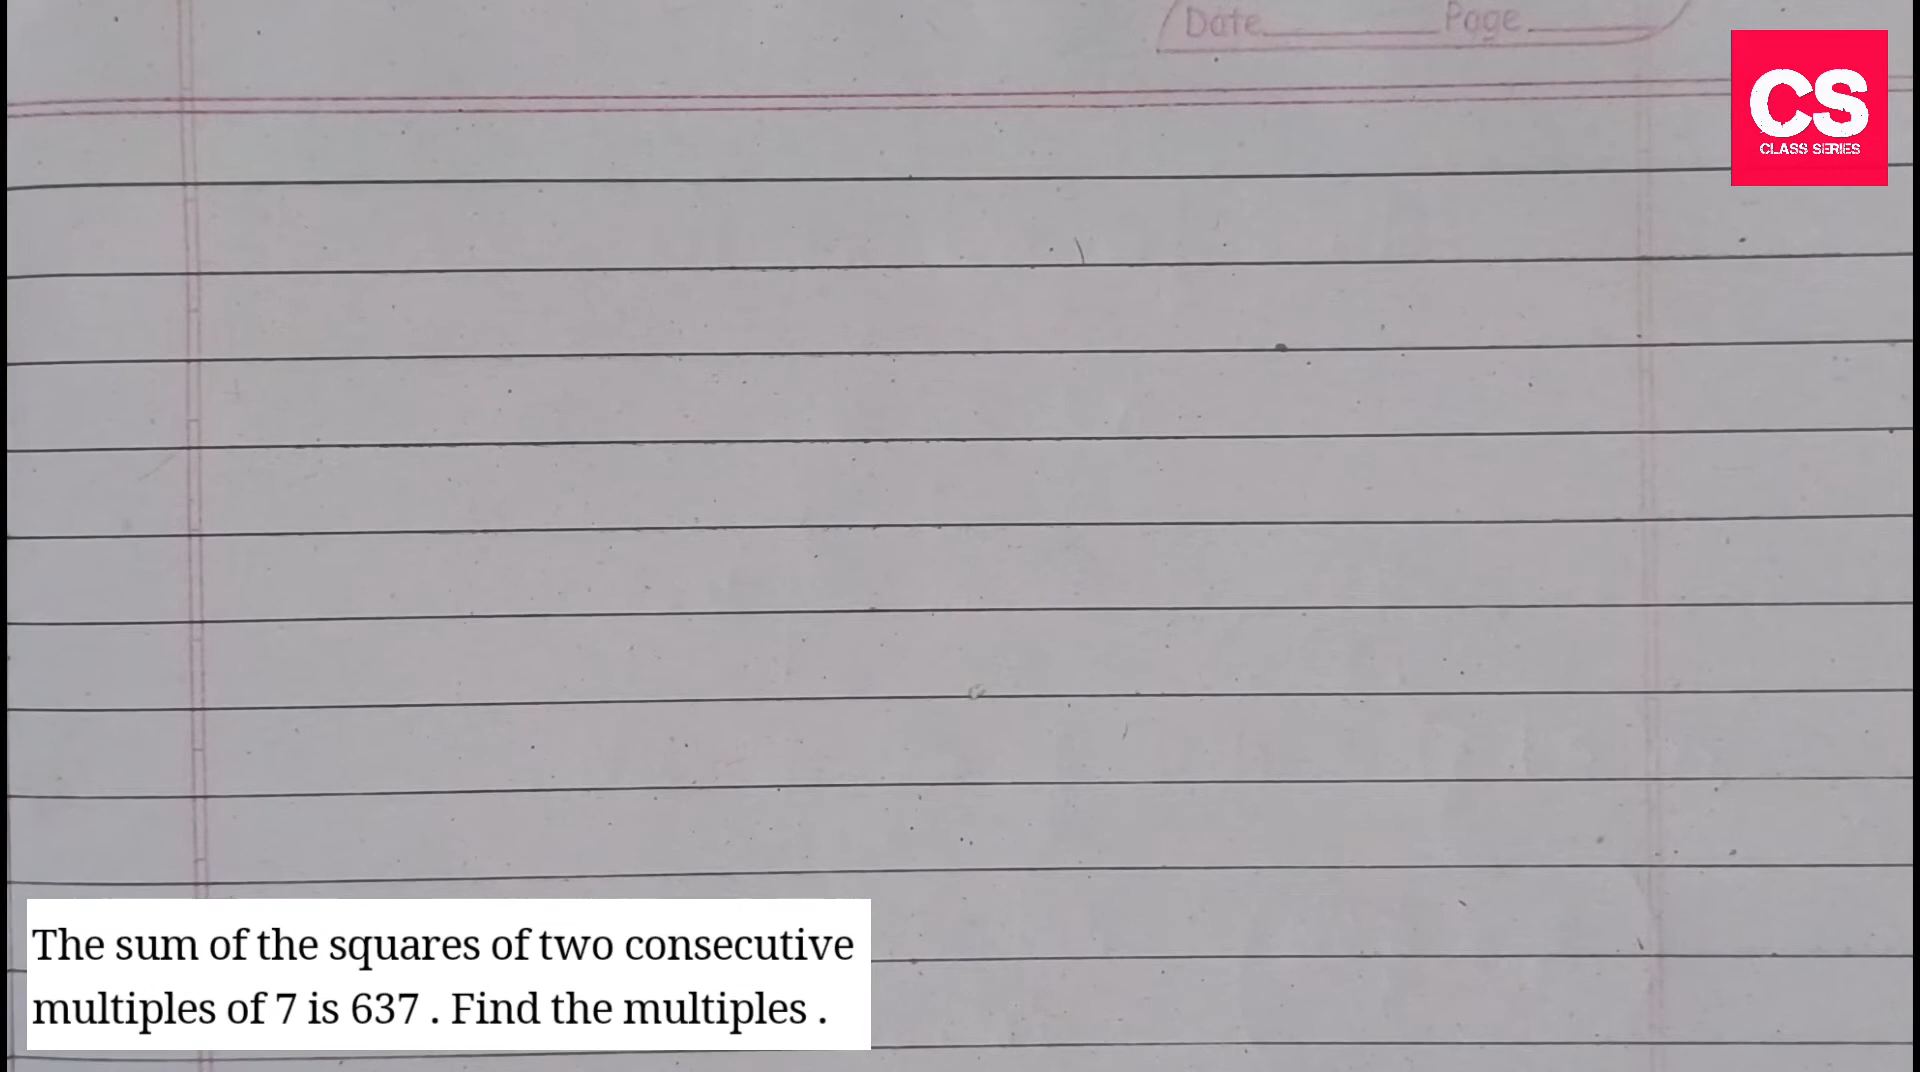 Date Page
CS
CLASS SERIES
The sum of the squares of two consecutive
multiples of 7 is 637 . Find the multiples .